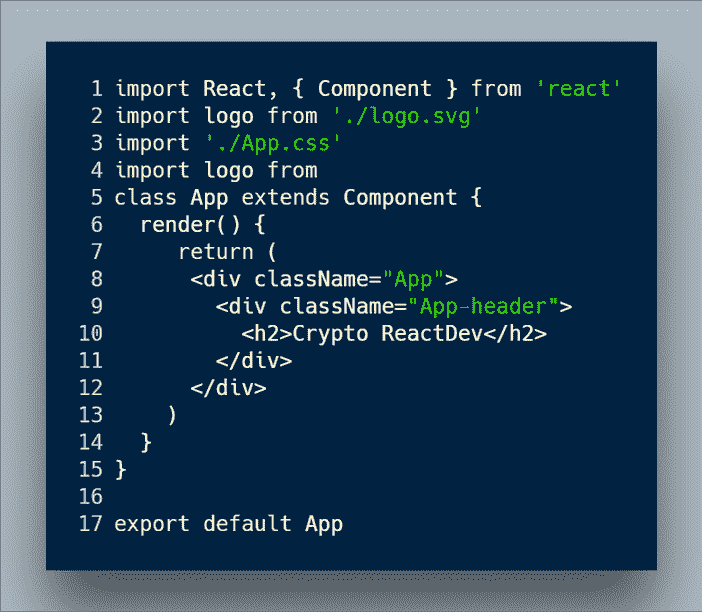 1 import React, { Component } from 'react'
2 import logo from './logo.svg'
3 import './App.css'
4 import logo from
5 class App extends Component {
6   render() {
7      return (
8       <div className="App">
9         <div className="App-header">
10           <h2>Crypto ReactDev</h2>
11         </div>
12       </div>
13     )
14   }
15 }
16
17 export default App